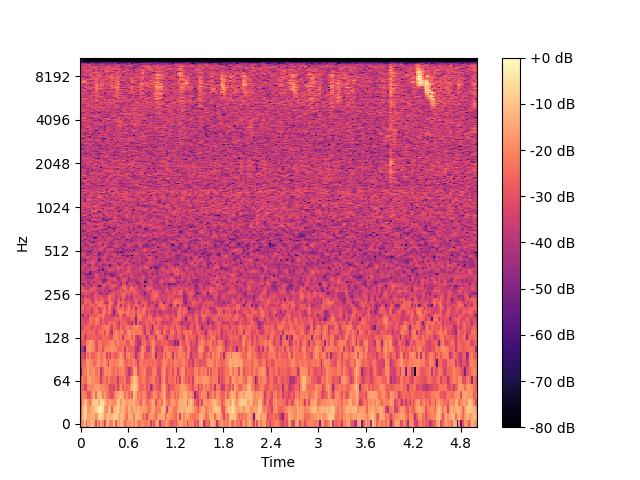 8192
4096
2048
1024
512
256
128
64
0
Hz
0 0.6 1.2 1.8 2.4 3 3.6 4.2 4.8
Time
+0 dB
-10 dB
-20 dB
-30 dB
-40 dB
-50 dB
-60 dB
-70 dB
-80 dB